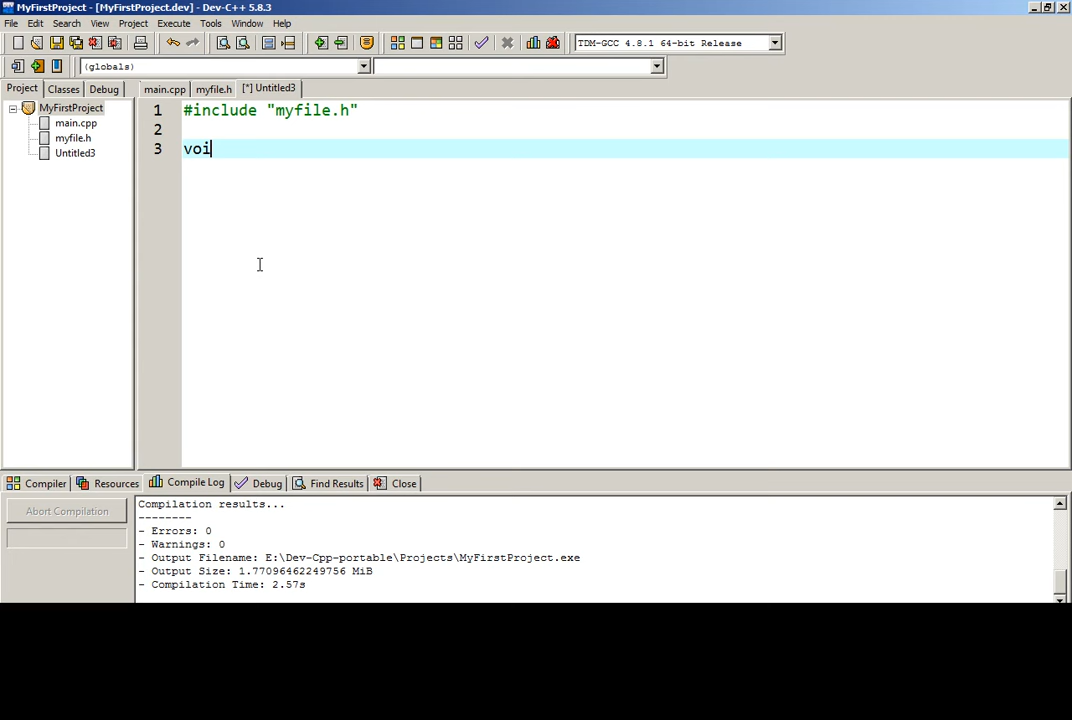 MyFirstProject - [MyFirstProject.dev] - Dev-C++ 5.8.3
File Edit Search View Project Execute Tools Window Help
TDM-GCC 4.8.1 64-bit Release
(globals)
Project Classes Debug main.cpp myfile.h [*] Untitled3
MyFirstProject
main.cpp
myfile.h
Untitled3
1 #include "myfile.h"
2
3 voi
Compiler Resources Compile Log Debug Find Results Close
Abort Compilation
Compilation results...
--------
- Errors: 0
- Warnings: 0
- Output Filename: E:\Dev-Cpp-portable\Projects\MyFirstProject.exe
- Output Size: 1.77096462249756 MiB
- Compilation Time: 2.57s